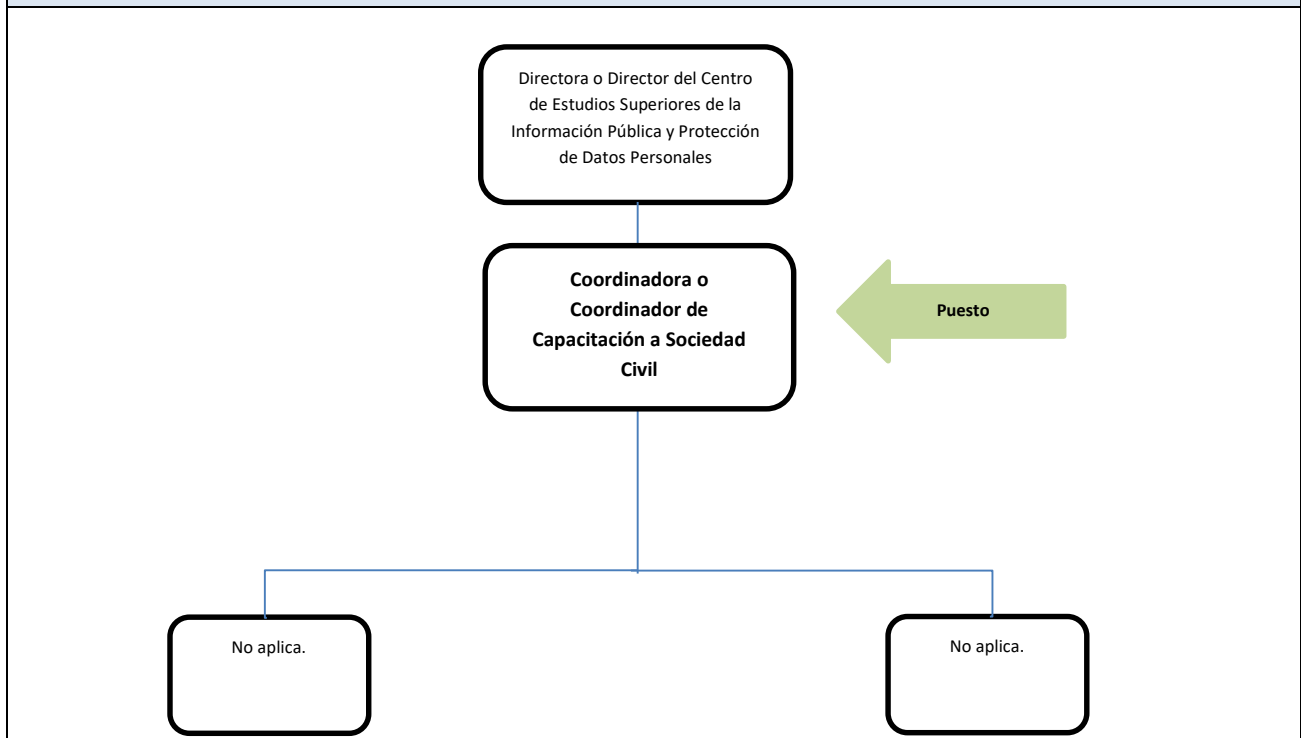 Directora o Director del Centro
de Estudios Superiores de la
Información Pública y Protección
de Datos Personales
Coordinadora o
Coordinador de
Capacitación a Sociedad
Civil
Puesto
No aplica.
No aplica.